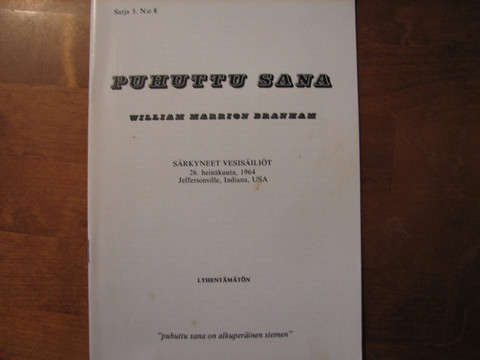 Sarja 3. N:o 8
PUHUTTU SANA
WILLIAM MARRION BRANHAM
SÄRKYNEET VESISÄILIÖT
26. heinäkuuta, 1964
Jeffersonville, Indiana, USA
LYHENTÄMÄTÖN
"puhuttu sana on alkuperäinen siemen"